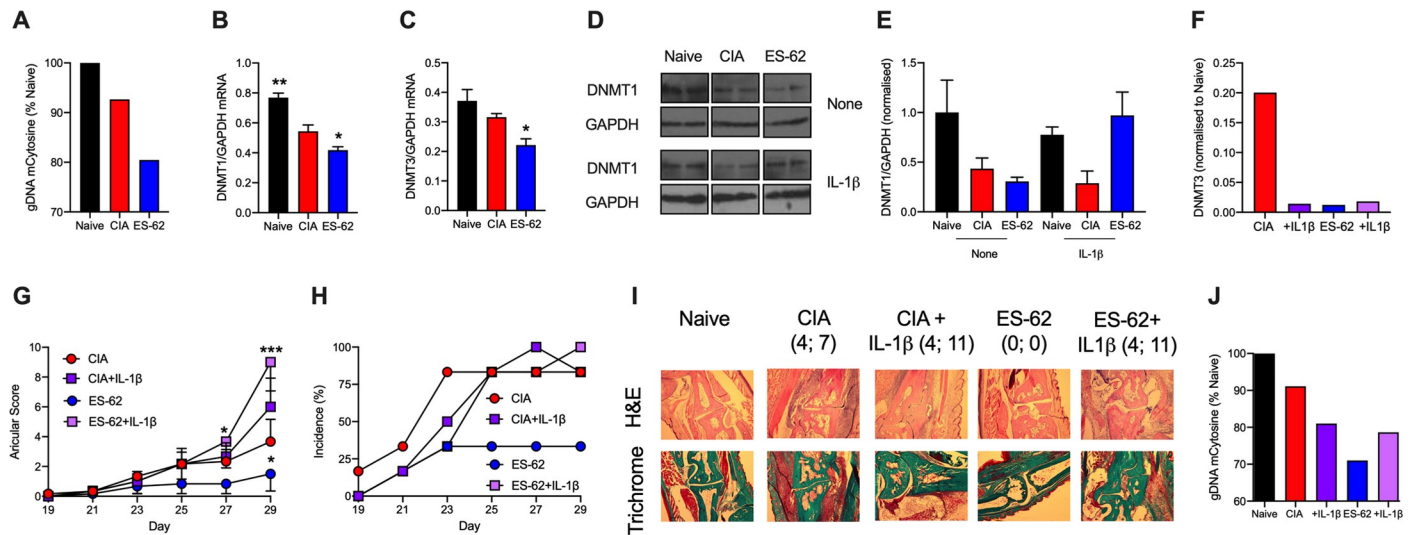 A
B
C
D
E
F
gDNA mCytosine (% Naive)
100
90
80
70
Naive CIA ES-62
DNMT1/GAPDH mRNA
1.0
0.8
0.6
0.4
0.2
0.0
**
*
Naive CIA ES-62
DNMT3/GAPDH mRNA
0.5
0.4
0.3
0.2
0.1
0.0
*
Naive CIA ES-62
Naive CIA ES-62
DNMT1
GAPDH
None
DNMT1
GAPDH
IL-1β
DNMT1/GAPDH (normalised)
1.5
1.0
0.5
0.0
Naive CIA ES-62 Naive CIA ES-62
None IL-1β
DNMT3 (normalised to Naive)
0.25
0.20
0.15
0.10
0.05
0.00
CIA +IL1β ES-62 +IL1β
G
H
I
J
Aricular Score
10
8
6
4
2
0
CIA
CIA+IL-1β
ES-62
ES-62+IL-1β
*
***
*
19 21 23 25 27 29
Day
Incidence (%)
100
75
50
25
0
CIA
CIA+IL-1β
ES-62
ES-62+IL-1β
19 21 23 25 27 29
Day
Naive
CIA
(4; 7)
CIA +
IL-1β (4; 11)
ES-62
(0; 0)
ES-62+
IL1β (4; 11)
H&E
Trichrome
gDNA mCytosine (% Naive)
100
90
80
70
60
Naive CIA +IL-1β ES-62 +IL-1β